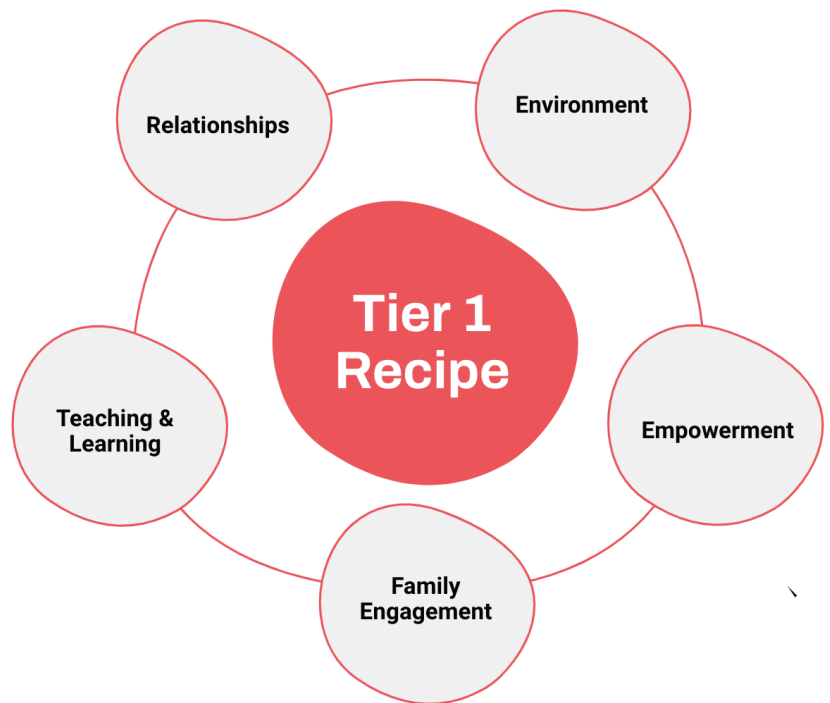 Relationships
Environment
Tier 1
Recipe
Teaching &
Learning
Empowerment
Family
Engagement